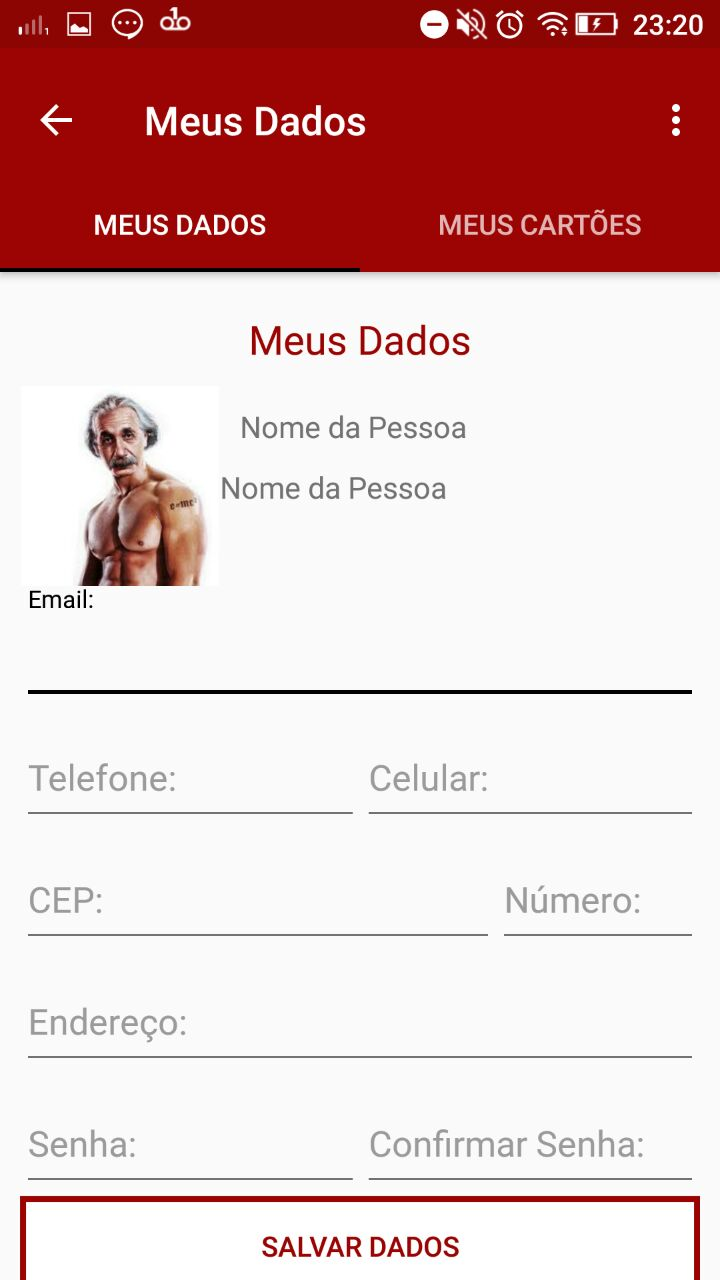 23:20
Meus Dados
MEUS DADOS MEUS CARTÕES
Meus Dados
Nome da Pessoa
Nome da Pessoa
Email:
Telefone: Celular:
CEP: Número:
Endereço:
Senha: Confirmar Senha:
SALVAR DADOS